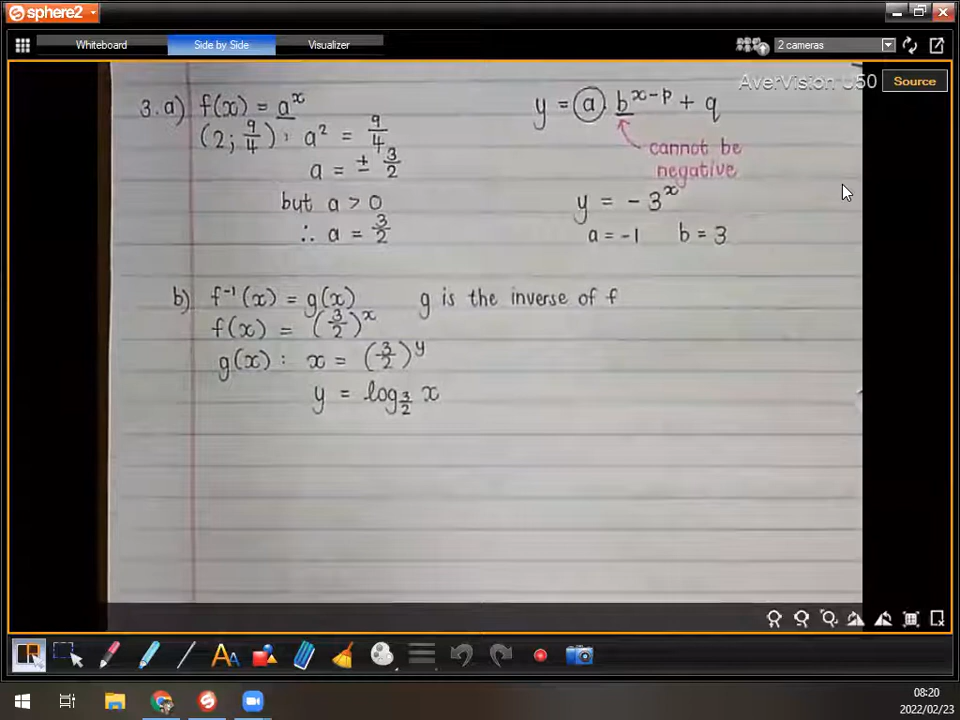 sphere2
Whiteboard
Side by Side
Visualizer
2 cameras
AverVision U50
Source
3. a) f(x) = a^x
(2; 9/4) : a² = 9/4
a = ± 3/2
but a > 0
∴ a = 3/2
y = a . b^(x-p) + q
cannot be
negative
y = - 3^x
a = -1 b = 3
b) f⁻¹(x) = g(x) g is the inverse of f
f(x) = (3/2)^x
g(x) : x = (3/2)^y
y = log_(3/2) x
08:20
2022/02/23